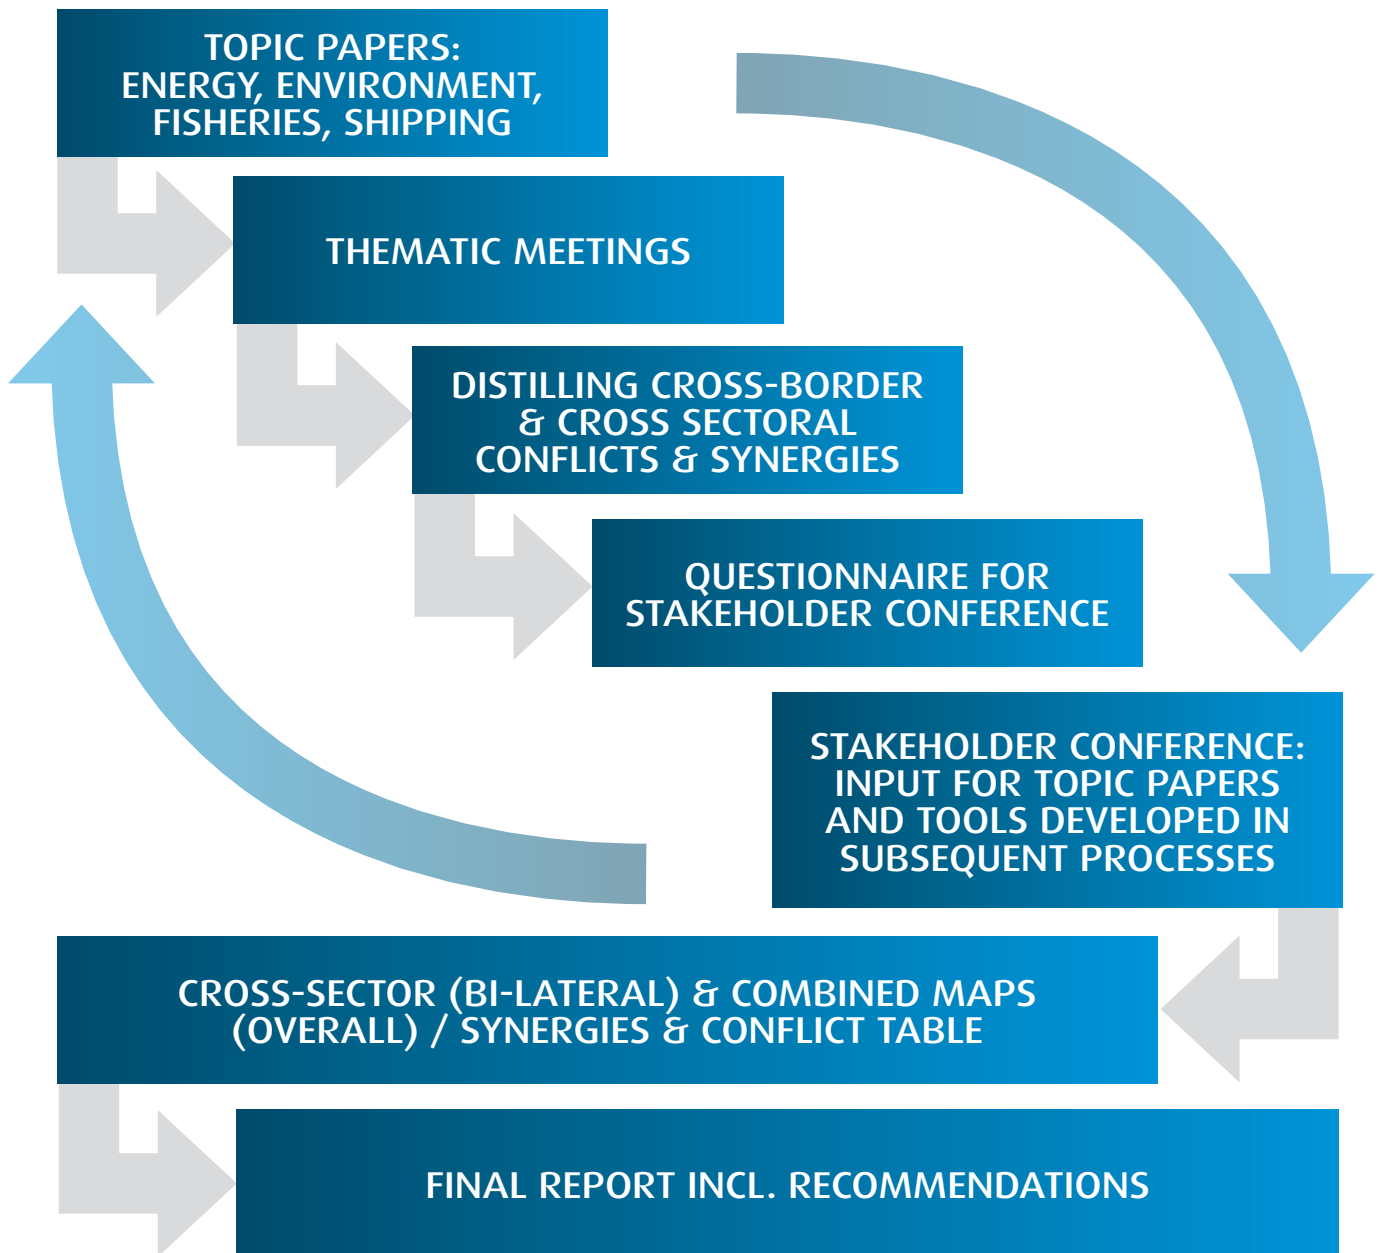 TOPIC PAPERS:
ENERGY, ENVIRONMENT,
FISHERIES, SHIPPING
THEMATIC MEETINGS
DISTILLING CROSS-BORDER
& CROSS SECTORAL
CONFLICTS & SYNERGIES
QUESTIONNAIRE FOR
STAKEHOLDER CONFERENCE
STAKEHOLDER CONFERENCE:
INPUT FOR TOPIC PAPERS
AND TOOLS DEVELOPED IN
SUBSEQUENT PROCESSES
CROSS-SECTOR (BI-LATERAL) & COMBINED MAPS
(OVERALL) / SYNERGIES & CONFLICT TABLE
FINAL REPORT INCL. RECOMMENDATIONS